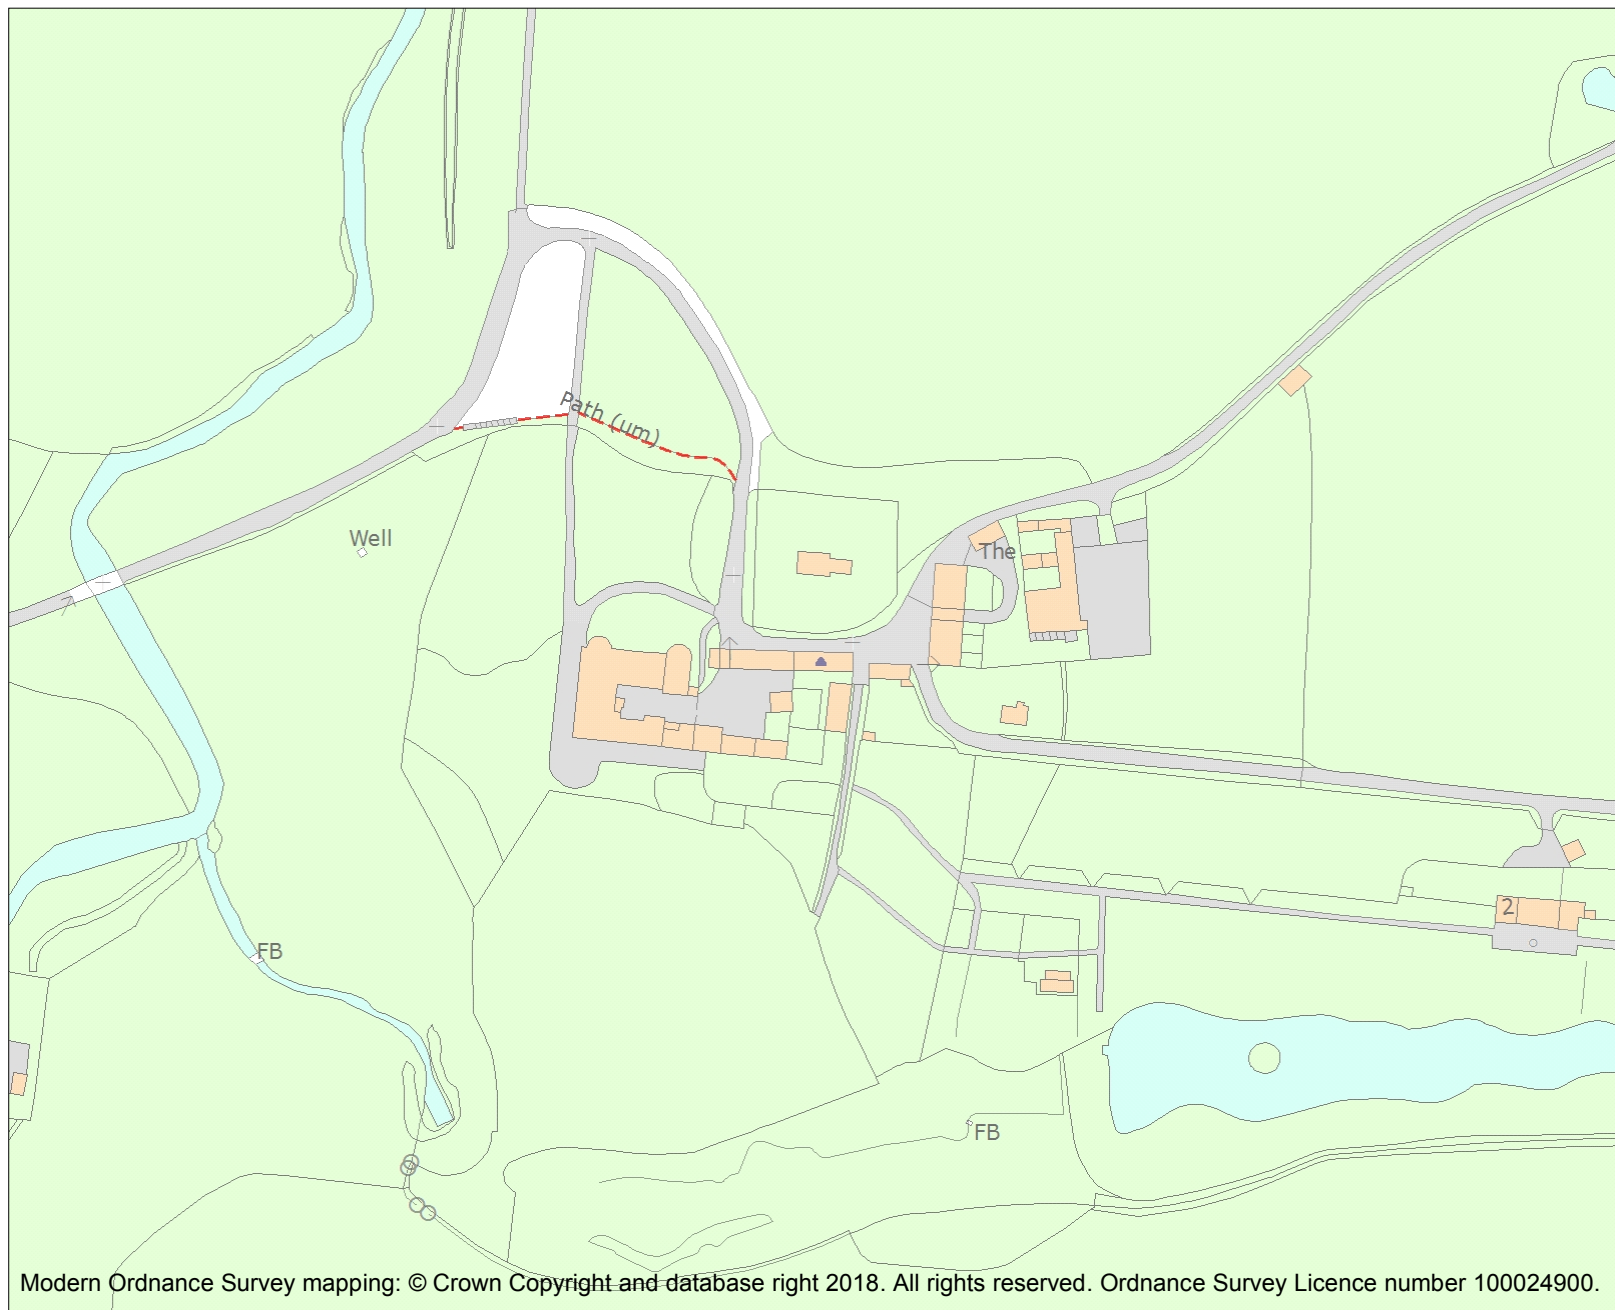 Path (um)
Well
The
2
FB
FB
Modern Ordnance Survey mapping: © Crown Copyright and database right 2018. All rights reserved. Ordnance Survey Licence number 100024900.